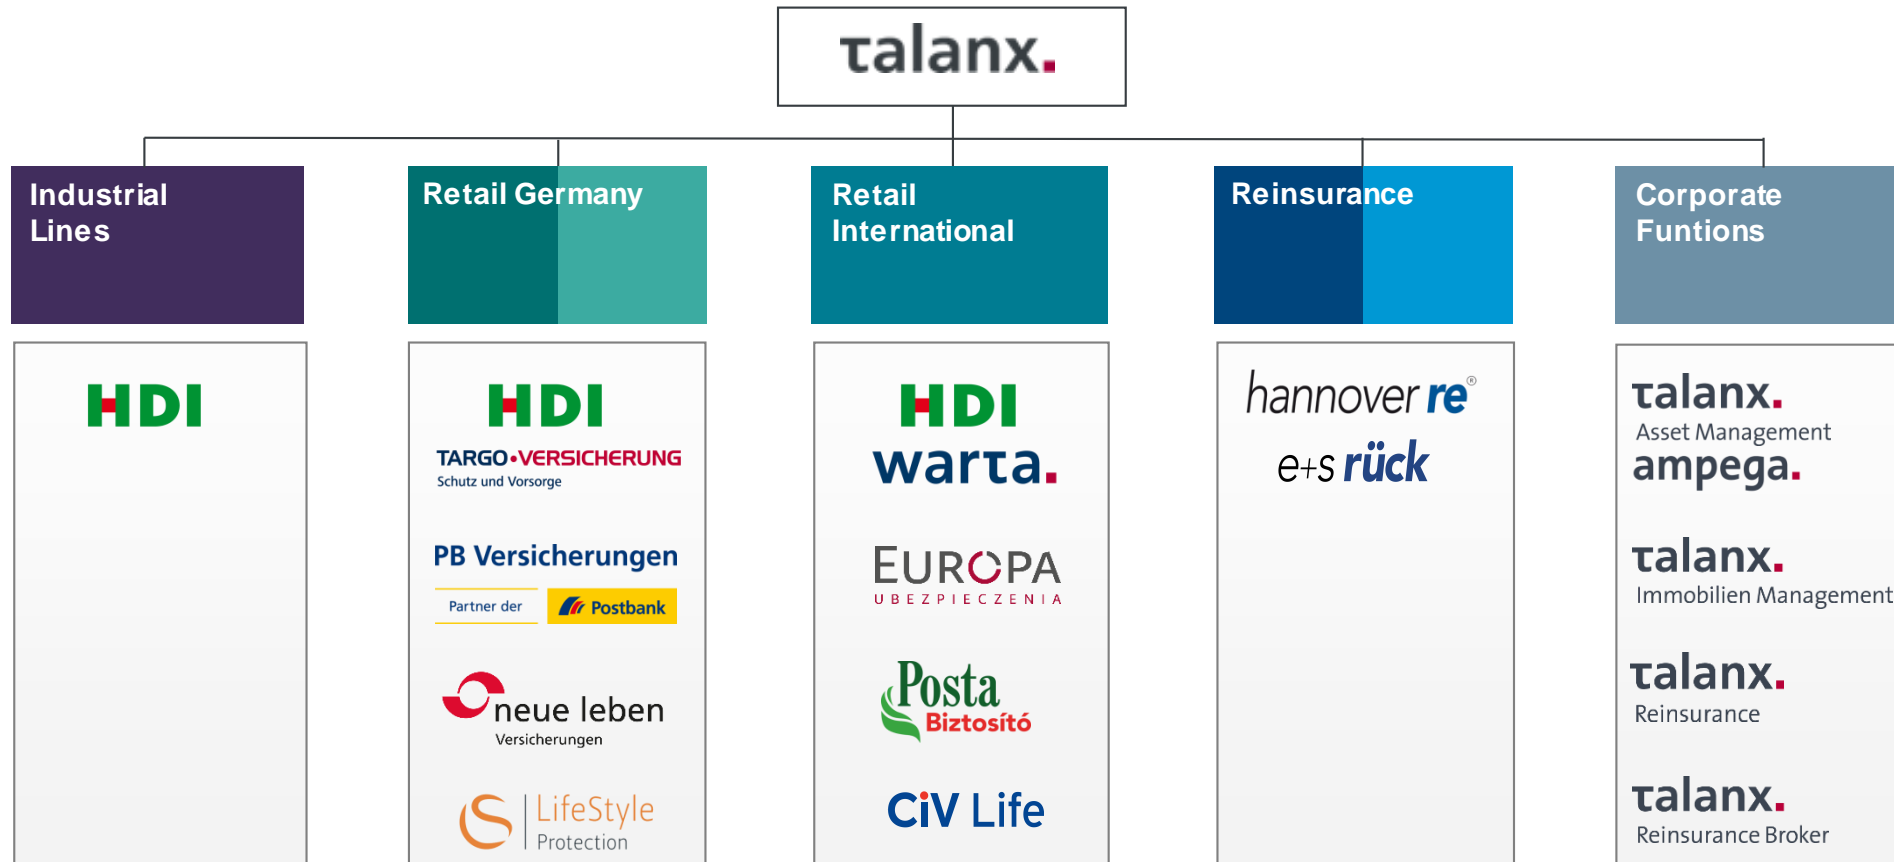 talanx.
Industrial
Lines
Retail Germany
Retail
International
Reinsurance
Corporate
Funtions
HDI
HDI
TARGO•VERSICHERUNG
Schutz und Vorsorge
PB Versicherungen
Partner der
Postbank
neue leben
Versicherungen
LifeStyle
Protection
HDI
warta.
EUROPA
UBEZPIECZENIA
Posta
Biztosító
CiV Life
hannover re®
e+s rück
talanx.
Asset Management
ampega.
talanx.
Immobilien Management
talanx.
Reinsurance
talanx.
Reinsurance Broker